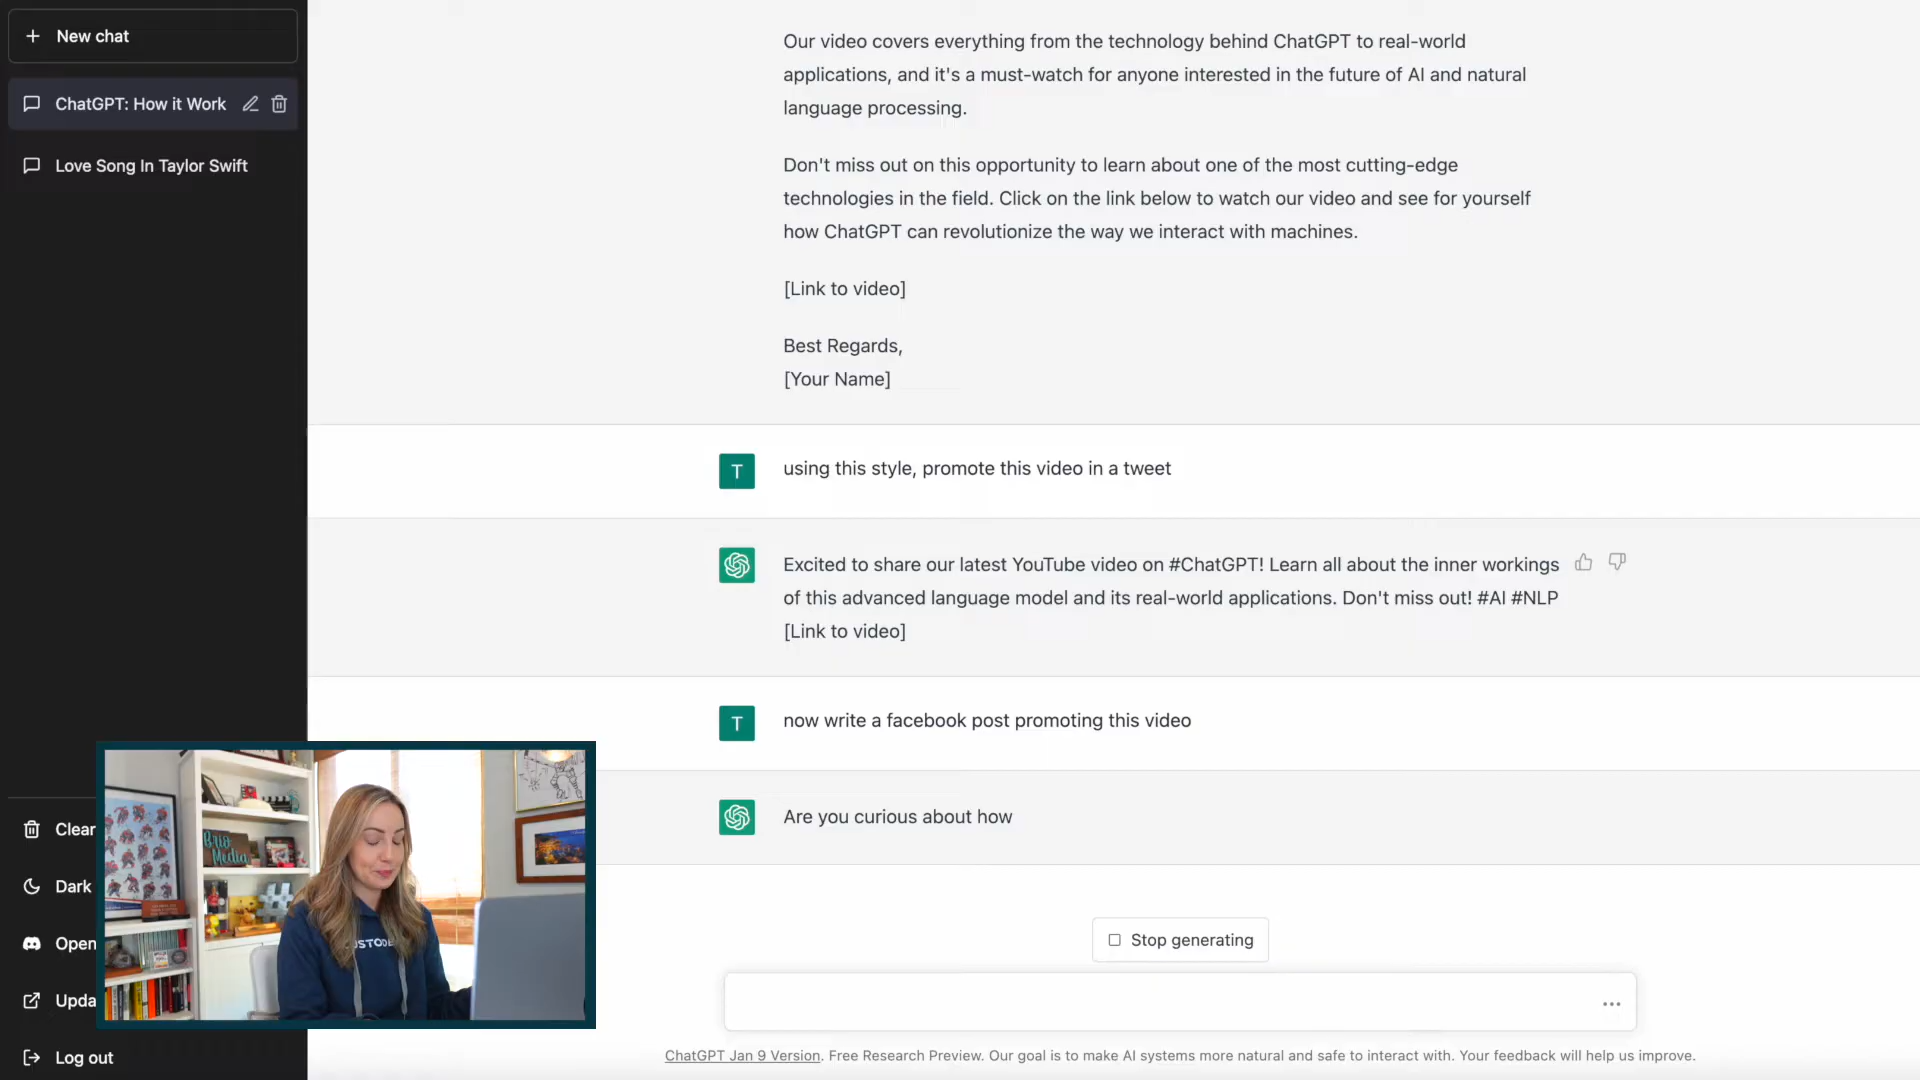 New chat
ChatGPT: How it Work
Love Song In Taylor Swift
Our video covers everything from the technology behind ChatGPT to real-world
applications, and it's a must-watch for anyone interested in the future of AI and natural
language processing.
Don't miss out on this opportunity to learn about one of the most cutting-edge
technologies in the field. Click on the link below to watch our video and see for yourself
how ChatGPT can revolutionize the way we interact with machines.
[Link to video]
Best Regards,
[Your Name]
T
using this style, promote this video in a tweet
Excited to share our latest YouTube video on #ChatGPT! Learn all about the inner workings
of this advanced language model and its real-world applications. Don't miss out! #AI #NLP
[Link to video]
T
now write a facebook post promoting this video
Are you curious about how
Clear
Dark
Open
Upda
Log out
Brio
Media
#
USTODE
Stop generating
ChatGPT Jan 9 Version. Free Research Preview. Our goal is to make AI systems more natural and safe to interact with. Your feedback will help us improve.